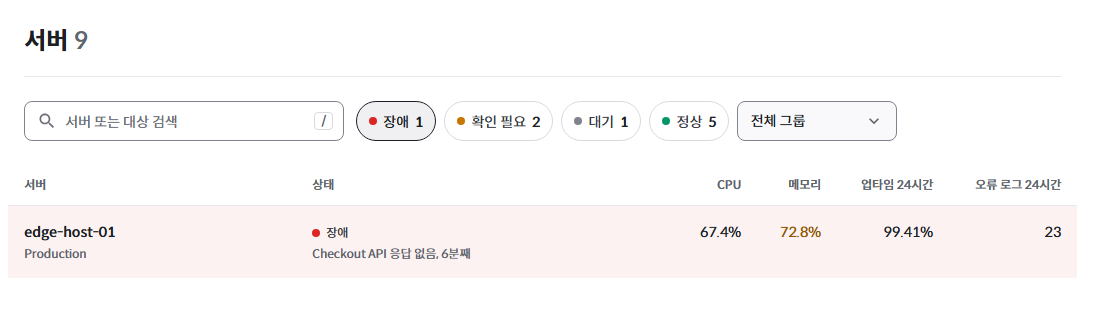 서버 9
서버 또는 대상 검색 / 장애 1 확인 필요 2 대기 1 정상 5 전체 그룹
서버 상태 CPU 메모리 업타임 24시간 오류 로그 24시간
edge-host-01 장애 67.4% 72.8% 99.41% 23
Production Checkout API 응답 없음, 6분째